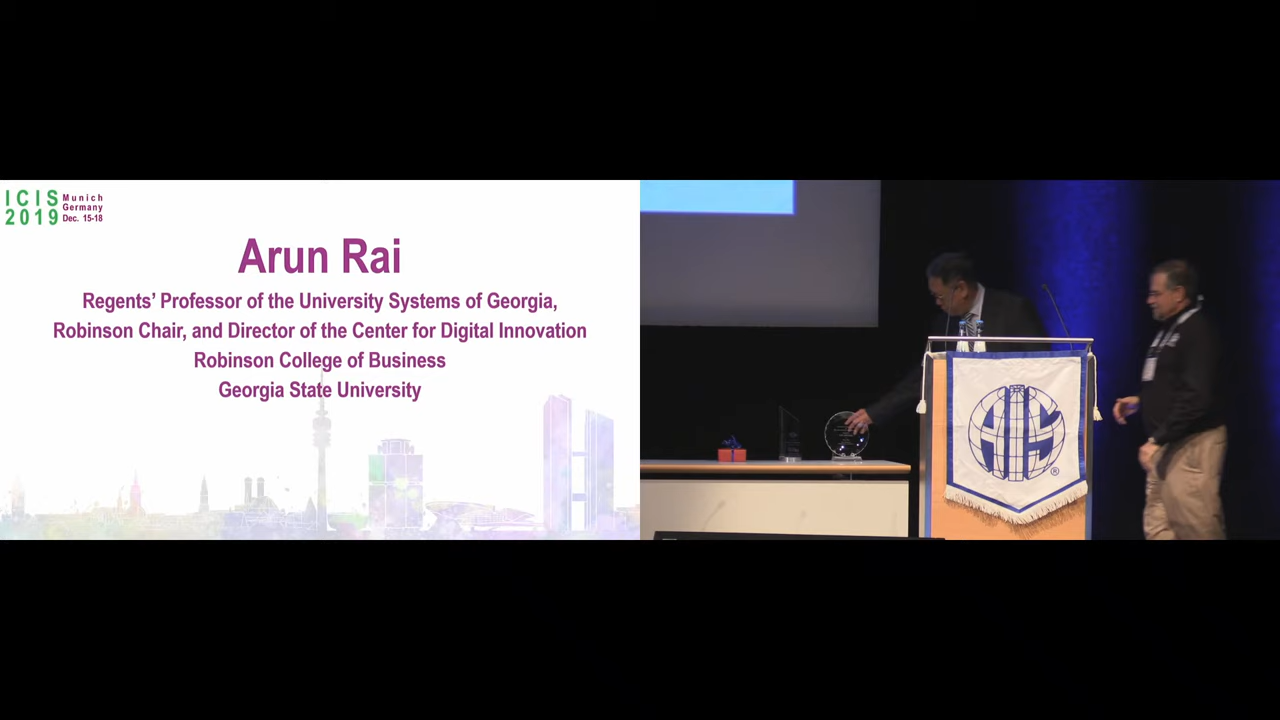 ICIS
2019
Munich
Germany
Dec. 15-18
Arun Rai
Regents’ Professor of the University Systems of Georgia,
Robinson Chair, and Director of the Center for Digital Innovation
Robinson College of Business
Georgia State University
AIS
®